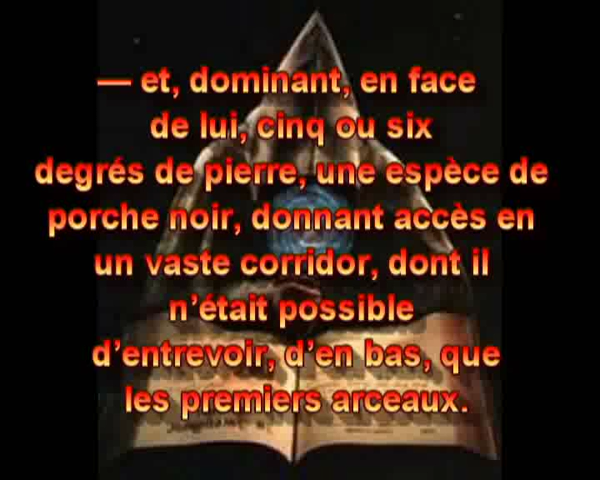 — et, dominant, en face
de lui, cinq ou six
degrés de pierre, une espèce de
porche noir, donnant accès en
un vaste corridor, dont il
n’était possible
d’entrevoir, d’en bas, que
les premiers arceaux.